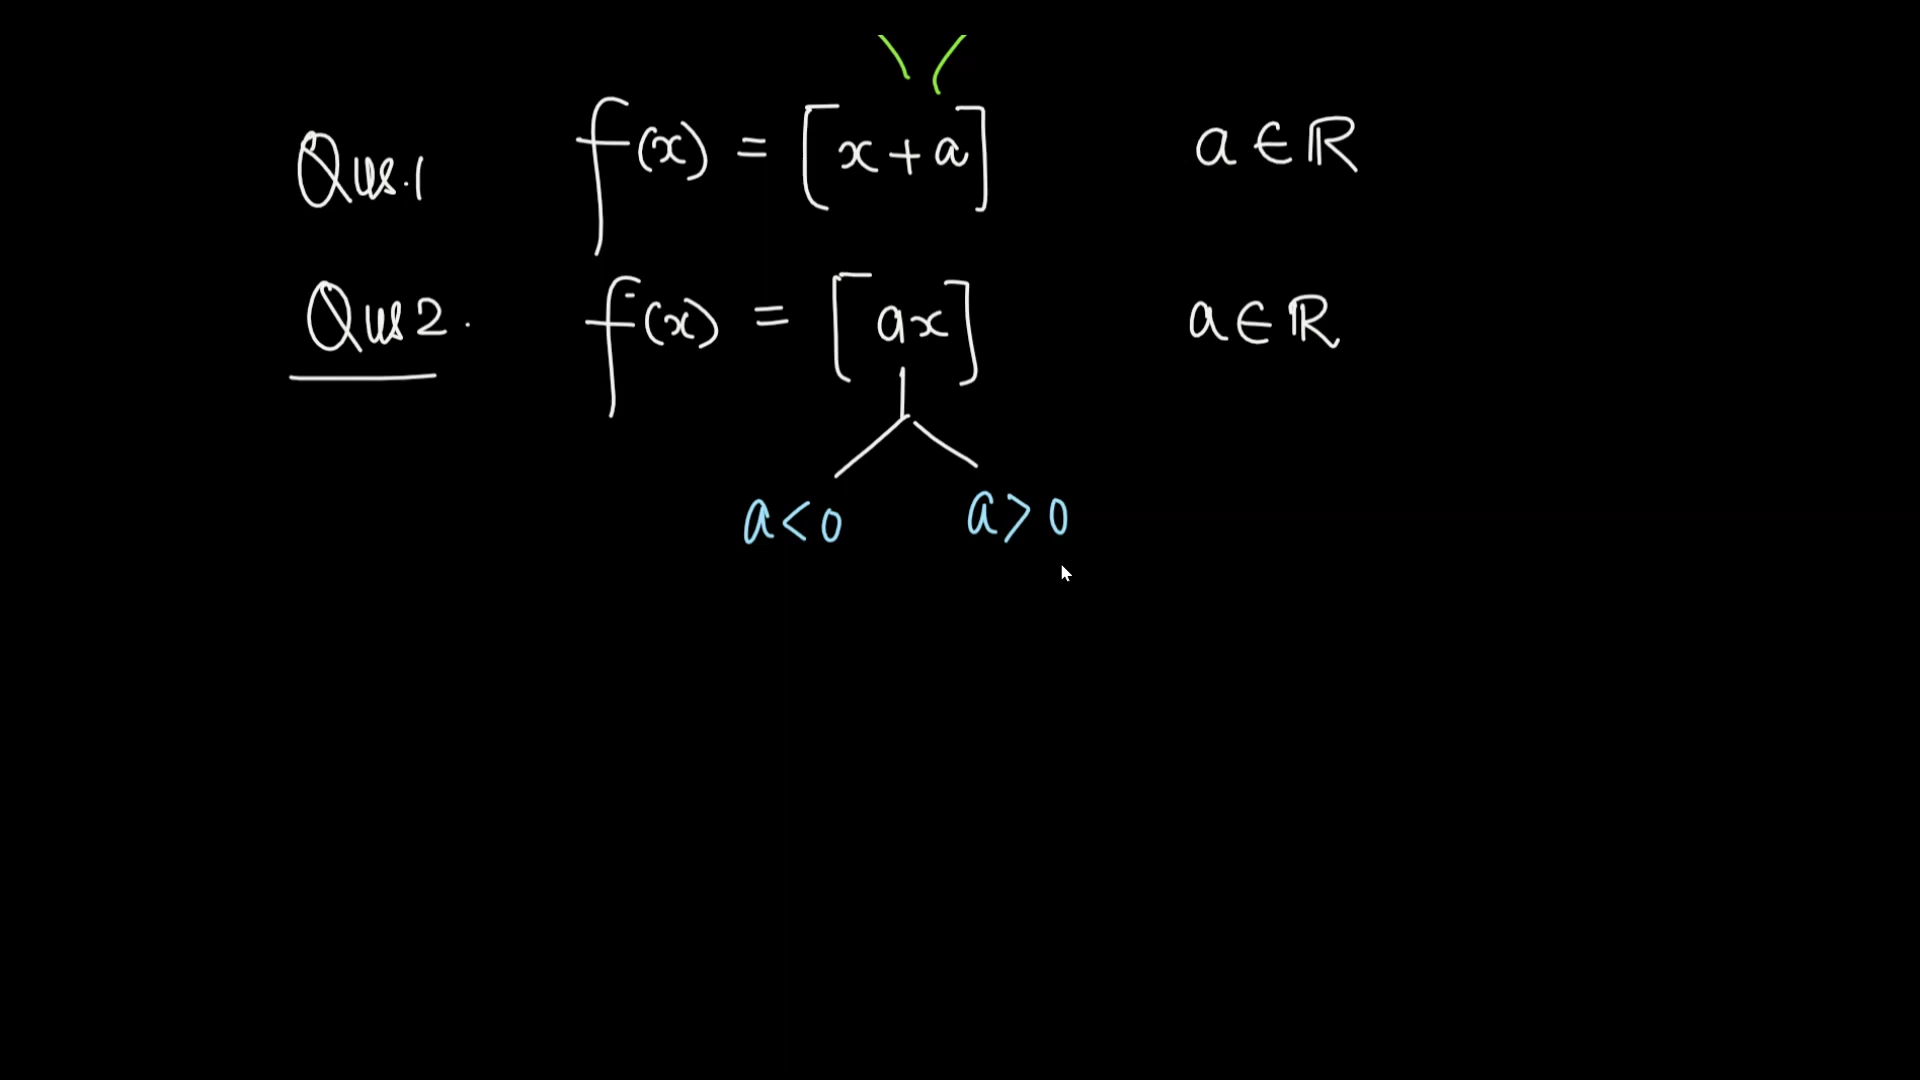 Qus.1 f(x) = [x+a] a∈ℝ
Qus 2. f(x) = [ax] a∈ℝ
a<0 a>0